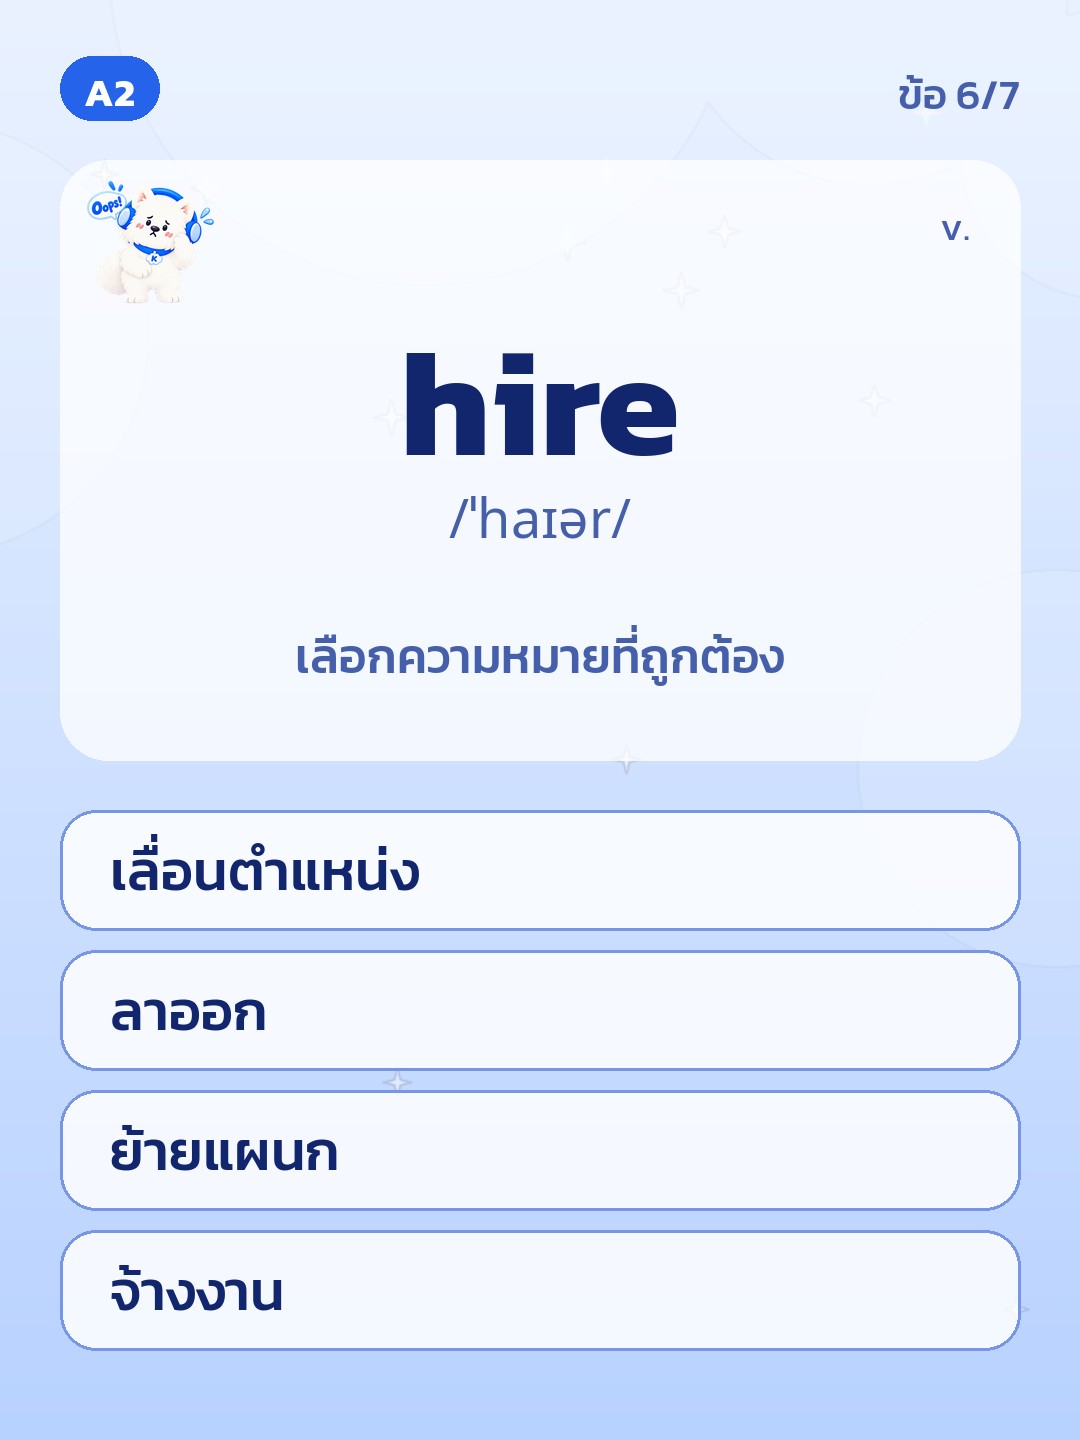 A2
ข้อ 6/7
Oops!
v.
K
hire
/ˈhaɪər/
เลือกความหมายที่ถูกต้อง
เลื่อนตำแหน่ง
ลาออก
ย้ายแผนก
จ้างงาน